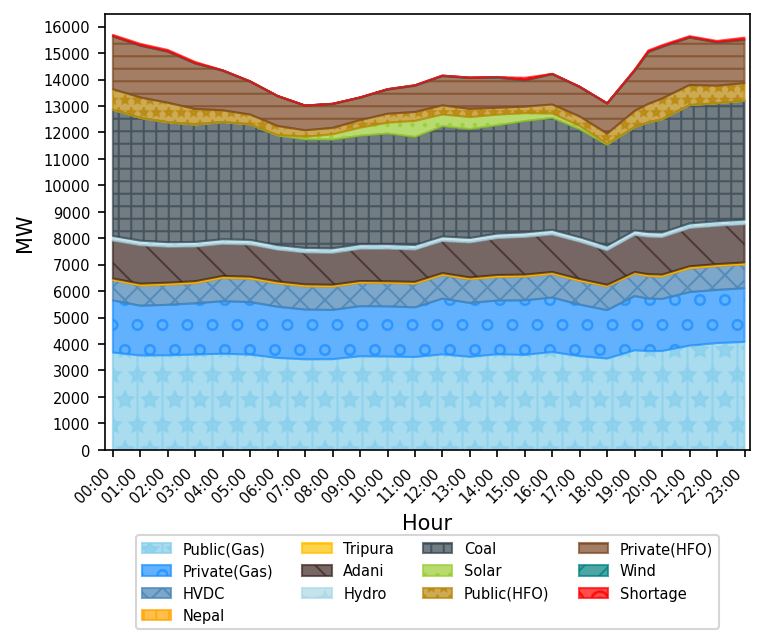 16000
15000
14000
13000
12000
11000
10000
9000
8000
7000
6000
5000
4000
3000
2000
1000
0
MW
00:00 01:00 02:00 03:00 04:00 05:00 06:00 07:00 08:00 09:00 10:00 11:00 12:00 13:00 14:00 15:00 16:00 17:00 18:00 19:00 20:00 21:00 22:00 23:00
Hour
Public(Gas) Tripura Coal Private(HFO)
Private(Gas) Adani Solar Wind
HVDC Hydro Public(HFO) Shortage
Nepal